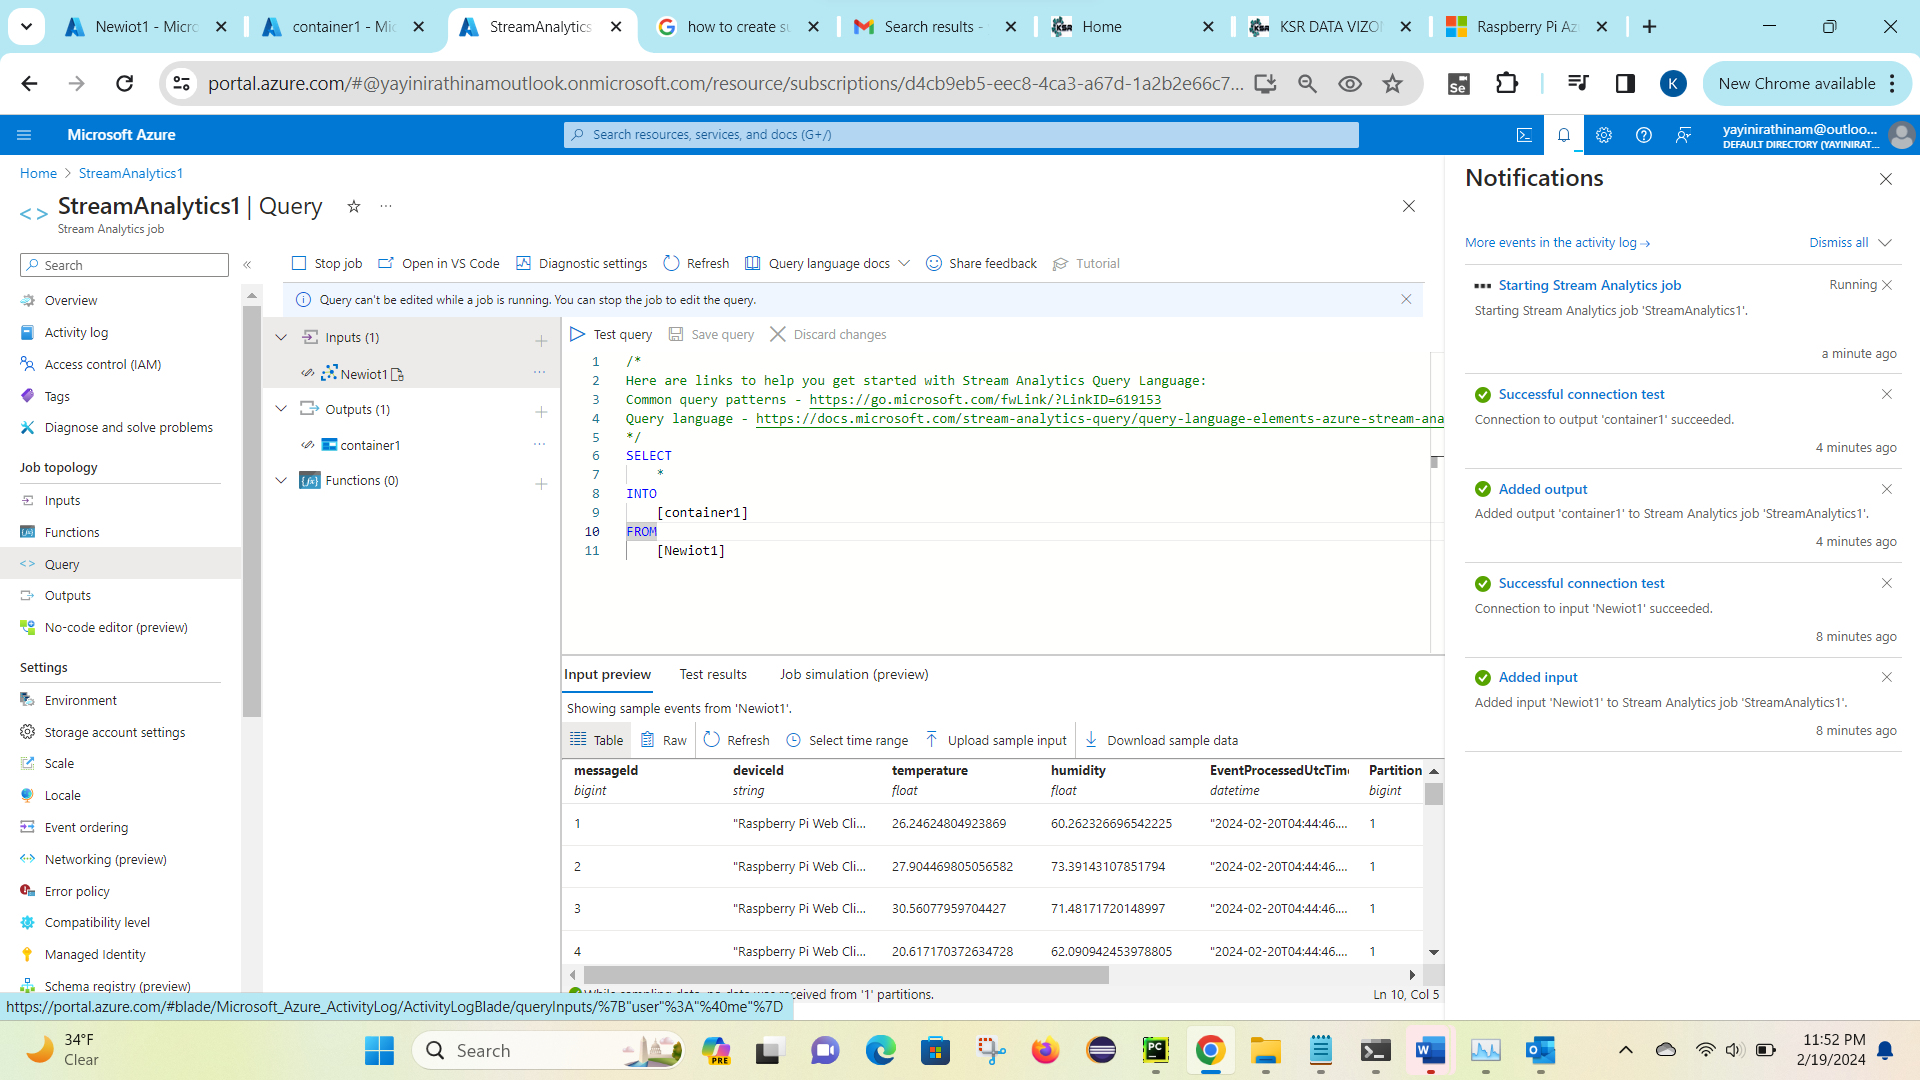 Newiot1 - Micro
container1 - Mic
StreamAnalytics
how to create su
Search results -
Home
KSR DATA VIZON
Raspberry Pi Az
portal.azure.com/#@yayinirathinamoutlook.onmicrosoft.com/resource/subscriptions/d4cb9eb5-eec8-4ca3-a67d-1a2b2e66c7...
Se
K
New Chrome available
Microsoft Azure
Search resources, services, and docs (G+/)
yayinirathinam@outloo...
DEFAULT DIRECTORY (YAYINIRAT...
Home > StreamAnalytics1
StreamAnalytics1 | Query
Stream Analytics job
Search
Overview
Activity log
Access control (IAM)
Tags
Diagnose and solve problems
Job topology
Inputs
Functions
Query
Outputs
No-code editor (preview)
Settings
Environment
Storage account settings
Scale
Locale
Event ordering
Networking (preview)
Error policy
Compatibility level
Managed Identity
Schema registry (preview)
Stop job
Open in VS Code
Diagnostic settings
Refresh
Query language docs
Share feedback
Tutorial
Query can't be edited while a job is running. You can stop the job to edit the query.
Inputs (1)
Newiot1
Outputs (1)
container1
Functions (0)
Test query
Save query
Discard changes
1 /*
2 Here are links to help you get started with Stream Analytics Query Language:
3 Common query patterns - https://go.microsoft.com/fwLink/?LinkID=619153
4 Query language - https://docs.microsoft.com/stream-analytics-query/query-language-elements-azure-stream-ana
5 */
6 SELECT
7 *
8 INTO
9 [container1]
10 FROM
11 [Newiot1]
Input preview
Test results
Job simulation (preview)
Showing sample events from 'Newiot1'.
Table
Raw
Refresh
Select time range
Upload sample input
Download sample data
messageId deviceId temperature humidity EventProcessedUtcTime Partition
bigint string float float datetime bigint
1 "Raspberry Pi Web Cli... 26.24624804923869 60.262326696542225 "2024-02-20T04:44:46.... 1
2 "Raspberry Pi Web Cli... 27.904469805056582 73.39143107851794 "2024-02-20T04:44:46.... 1
3 "Raspberry Pi Web Cli... 30.56077959704427 71.48171720148997 "2024-02-20T04:44:46.... 1
4 "Raspberry Pi Web Cli... 20.617170372634728 62.090942453978805 "2024-02-20T04:44:46.... 1
While sampling data, no data was received from '1' partitions.
Ln 10, Col 5
Notifications
More events in the activity log →
Dismiss all
Starting Stream Analytics job
Running
Starting Stream Analytics job 'StreamAnalytics1'.
a minute ago
Successful connection test
Connection to output 'container1' succeeded.
4 minutes ago
Added output
Added output 'container1' to Stream Analytics job 'StreamAnalytics1'.
4 minutes ago
Successful connection test
Connection to input 'Newiot1' succeeded.
8 minutes ago
Added input
Added input 'Newiot1' to Stream Analytics job 'StreamAnalytics1'.
8 minutes ago
https://portal.azure.com/#blade/Microsoft_Azure_ActivityLog/ActivityLogBlade/queryInputs/%7B"user"%3A"%40me"%7D
34°F
Clear
Search
PRE
PC
11:52 PM
2/19/2024